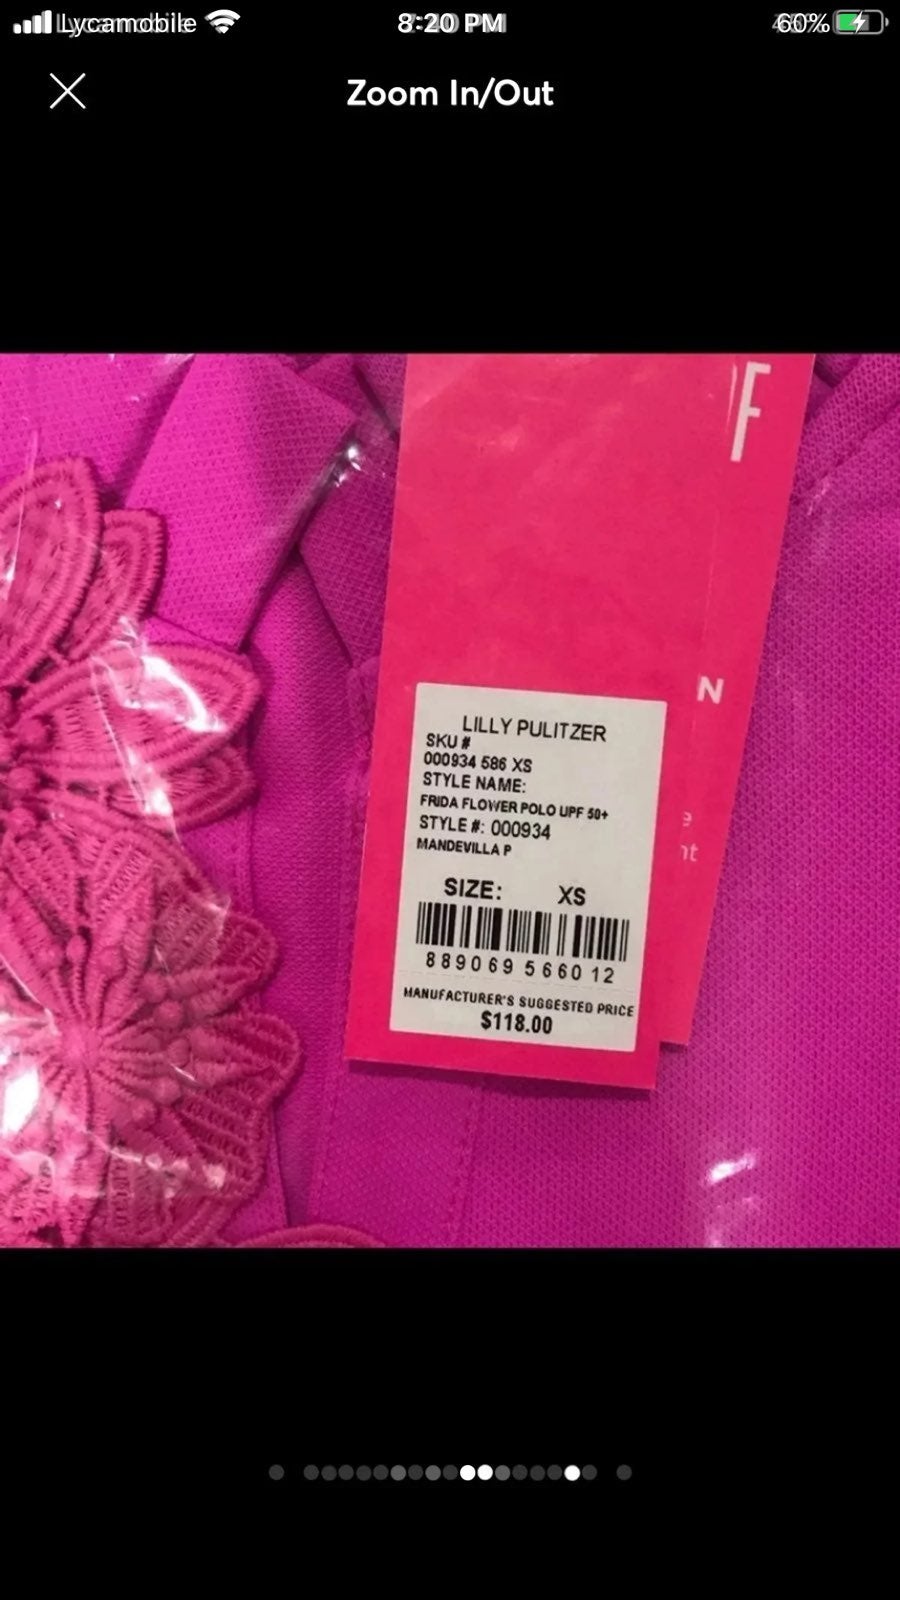 Lycamobile 8:20 PM 60%
Zoom In/Out
F
N
LILLY PULITZER
SKU #
000934 586 XS
STYLE NAME:
FRIDA FLOWER POLO UPF 50+
STYLE #: 000934
MANDEVILLA P
e
nt
SIZE: XS
889069 566012
MANUFACTURER'S SUGGESTED PRICE
$118.00